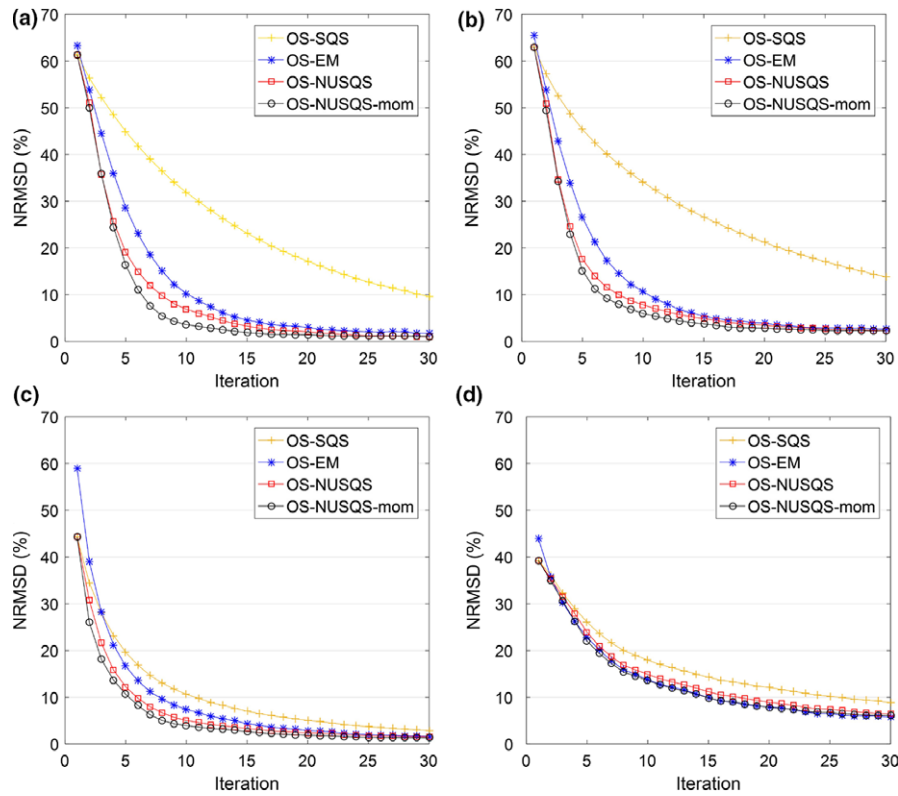 (a)
70
60
50
40
30
20
10
0
NRMSD (%)
OS-SQS
OS-EM
OS-NUSQS
OS-NUSQS-mom
0 5 10 15 20 25 30
Iteration
(b)
70
60
50
40
30
20
10
0
NRMSD (%)
OS-SQS
OS-EM
OS-NUSQS
OS-NUSQS-mom
0 5 10 15 20 25 30
Iteration
(c)
70
60
50
40
30
20
10
0
NRMSD (%)
OS-SQS
OS-EM
OS-NUSQS
OS-NUSQS-mom
0 5 10 15 20 25 30
Iteration
(d)
70
60
50
40
30
20
10
0
NRMSD (%)
OS-SQS
OS-EM
OS-NUSQS
OS-NUSQS-mom
0 5 10 15 20 25 30
Iteration